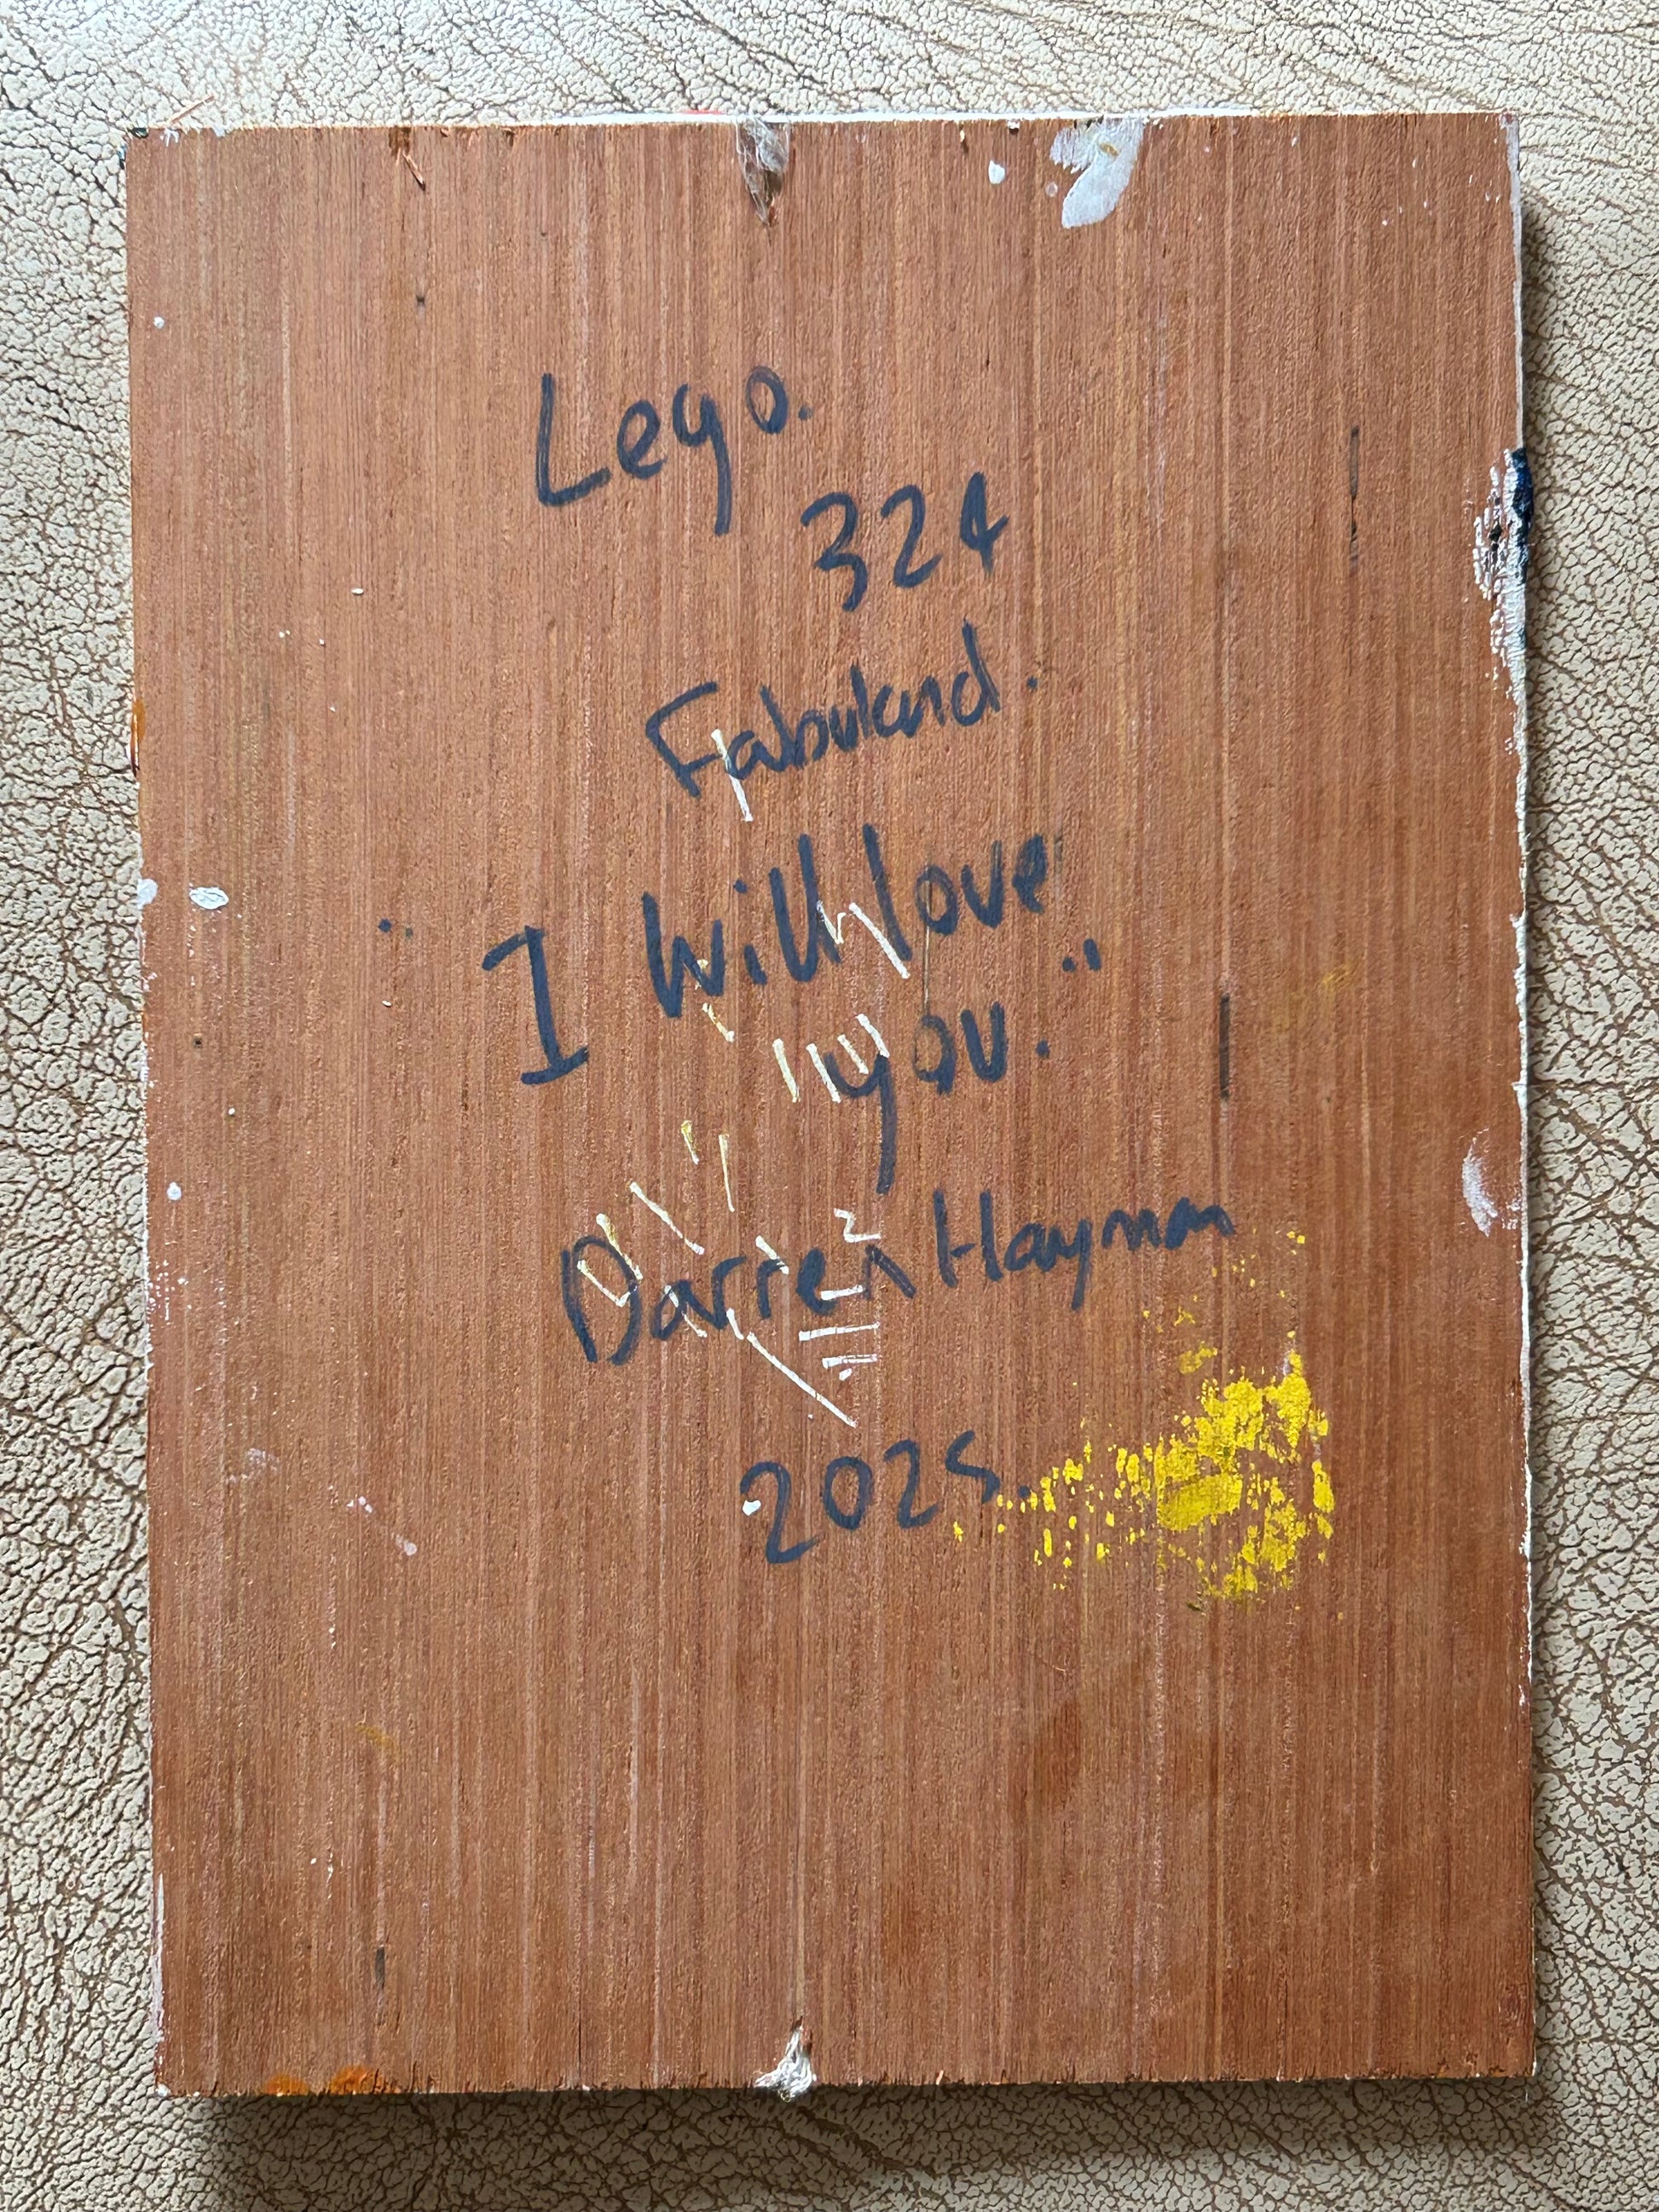 Lego.
324
Fabuland.
"I will love
you."
Darren Hayman
2025.